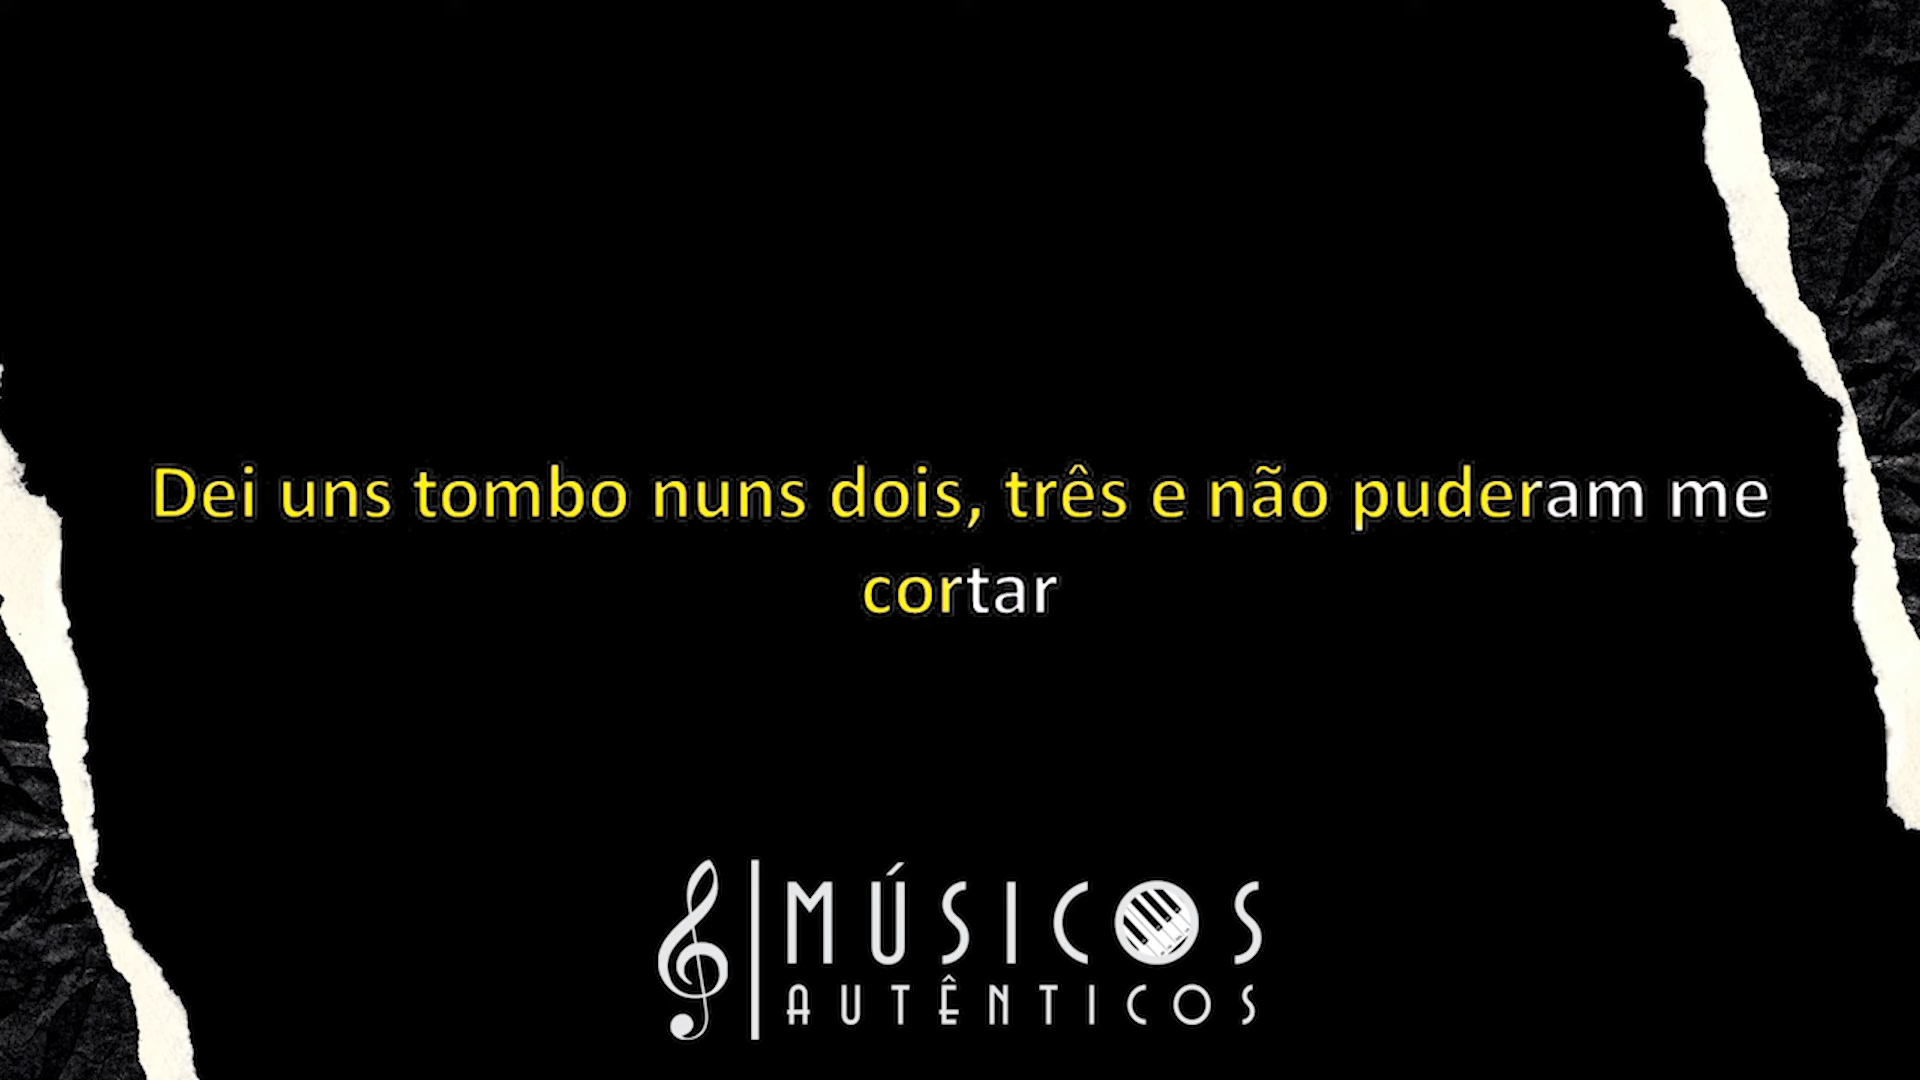 Dei uns tombo nuns dois, três e não puderam me
cortar
MÚSICOS
AUTÊNTICOS